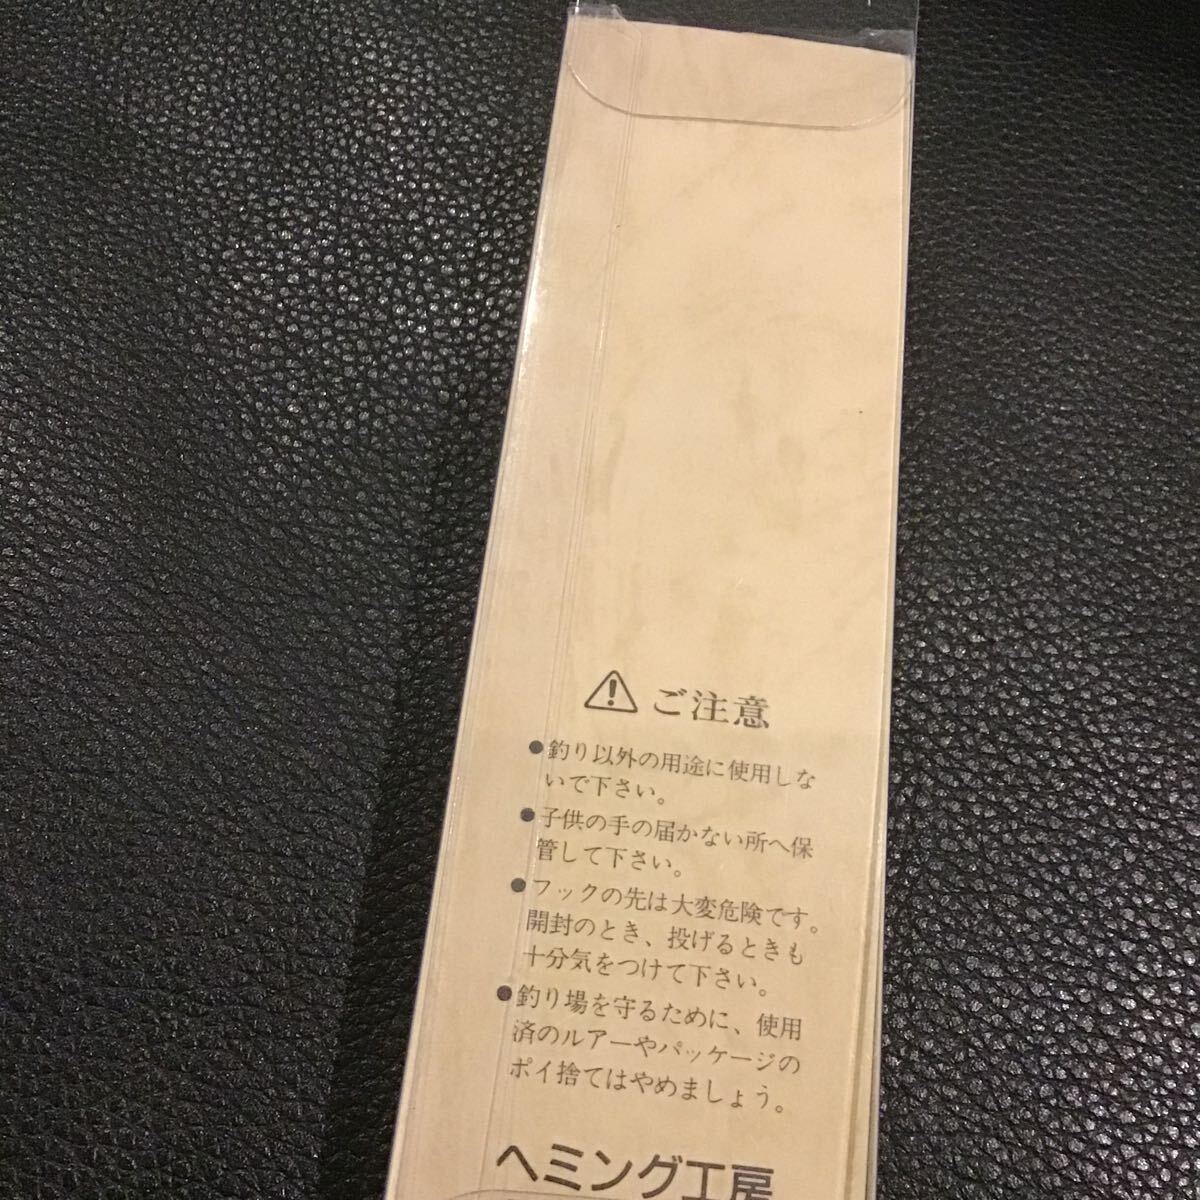 ご注意
●釣り以外の用途に使用しな
いで下さい。
●子供の手の届かない所へ保
管して下さい。
●フックの先は大変危険です。
開封のとき、投げるときも
十分気をつけて下さい。
●釣り場を守るために、使用
済のルアーやパッケージの
ポイ捨てはやめましょう。
ヘミング工房